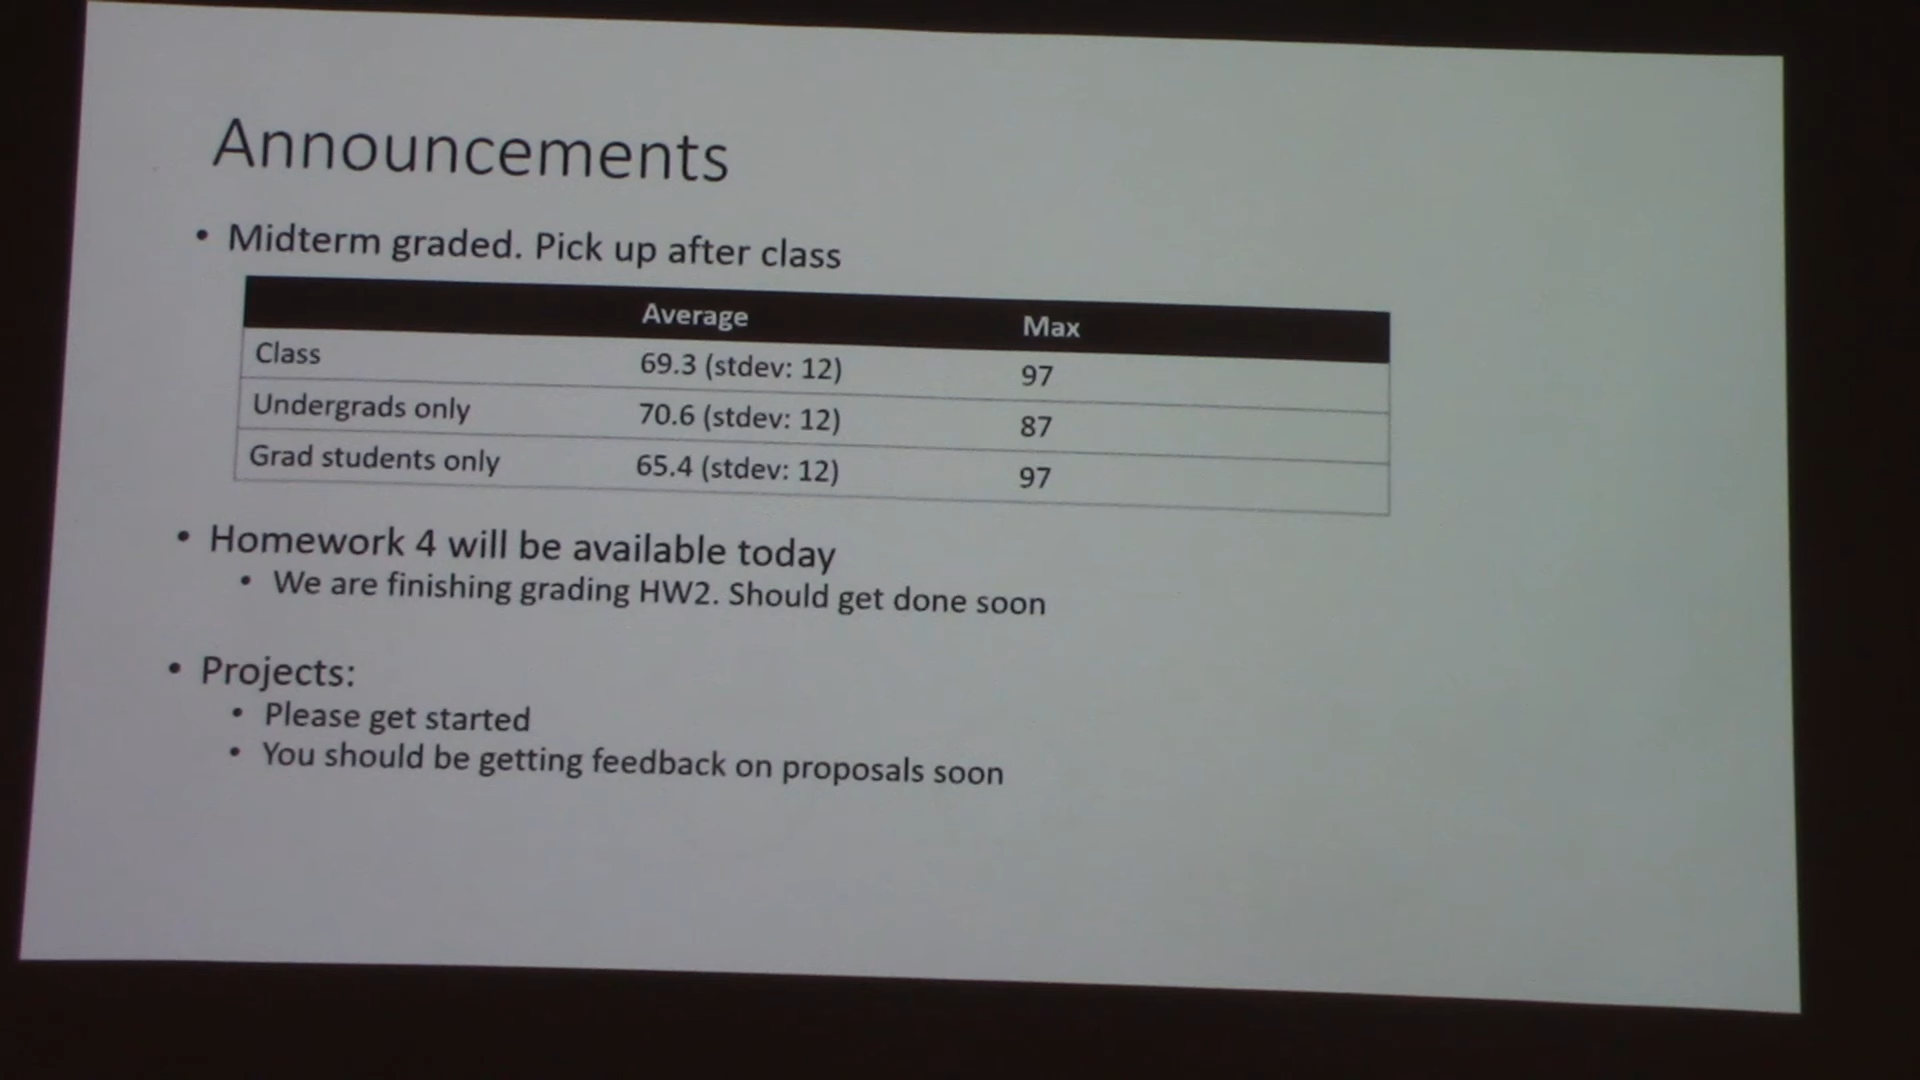 Announcements
• Midterm graded. Pick up after class
Average Max
Class 69.3 (stdev: 12) 97
Undergrads only 70.6 (stdev: 12) 87
Grad students only 65.4 (stdev: 12) 97
• Homework 4 will be available today
• We are finishing grading HW2. Should get done soon
• Projects:
• Please get started
• You should be getting feedback on proposals soon